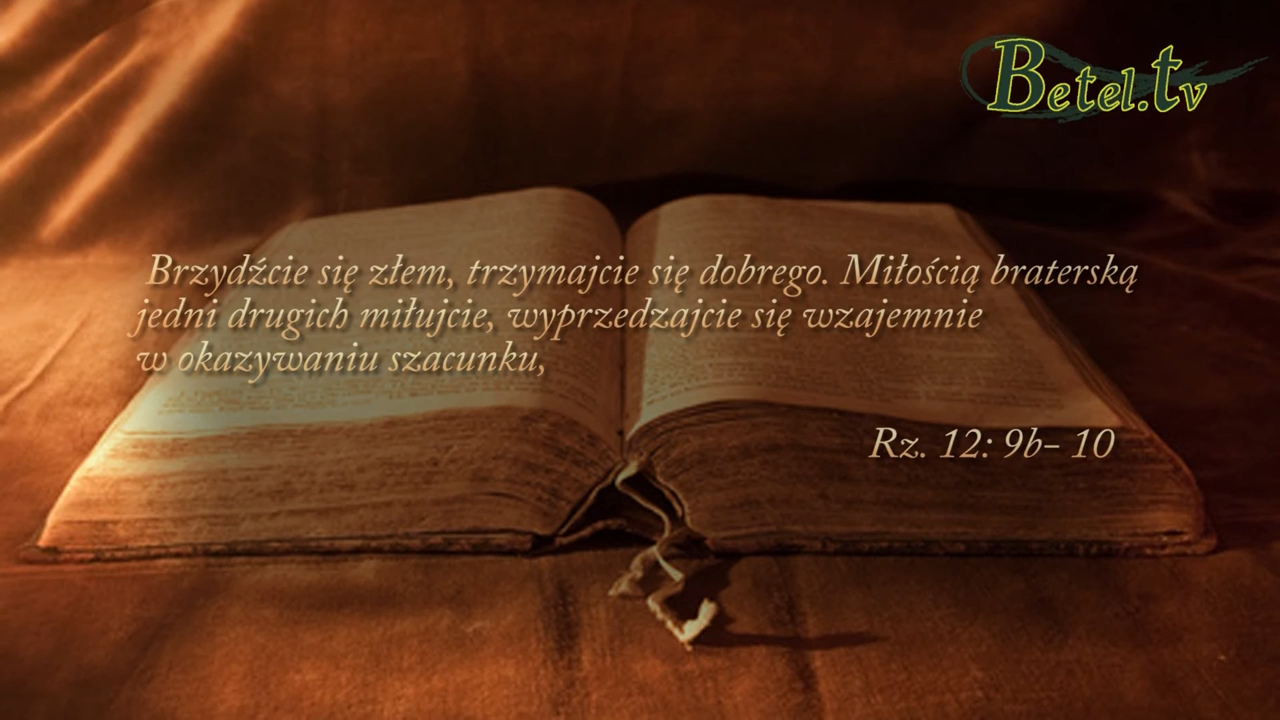 Betel.tv
Brzydźcie się złem, trzymajcie się dobrego. Miłością braterską
jedni drugich miłujcie, wyprzedzajcie się wzajemnie
w okazywaniu szacunku,
Rz. 12: 9b– 10